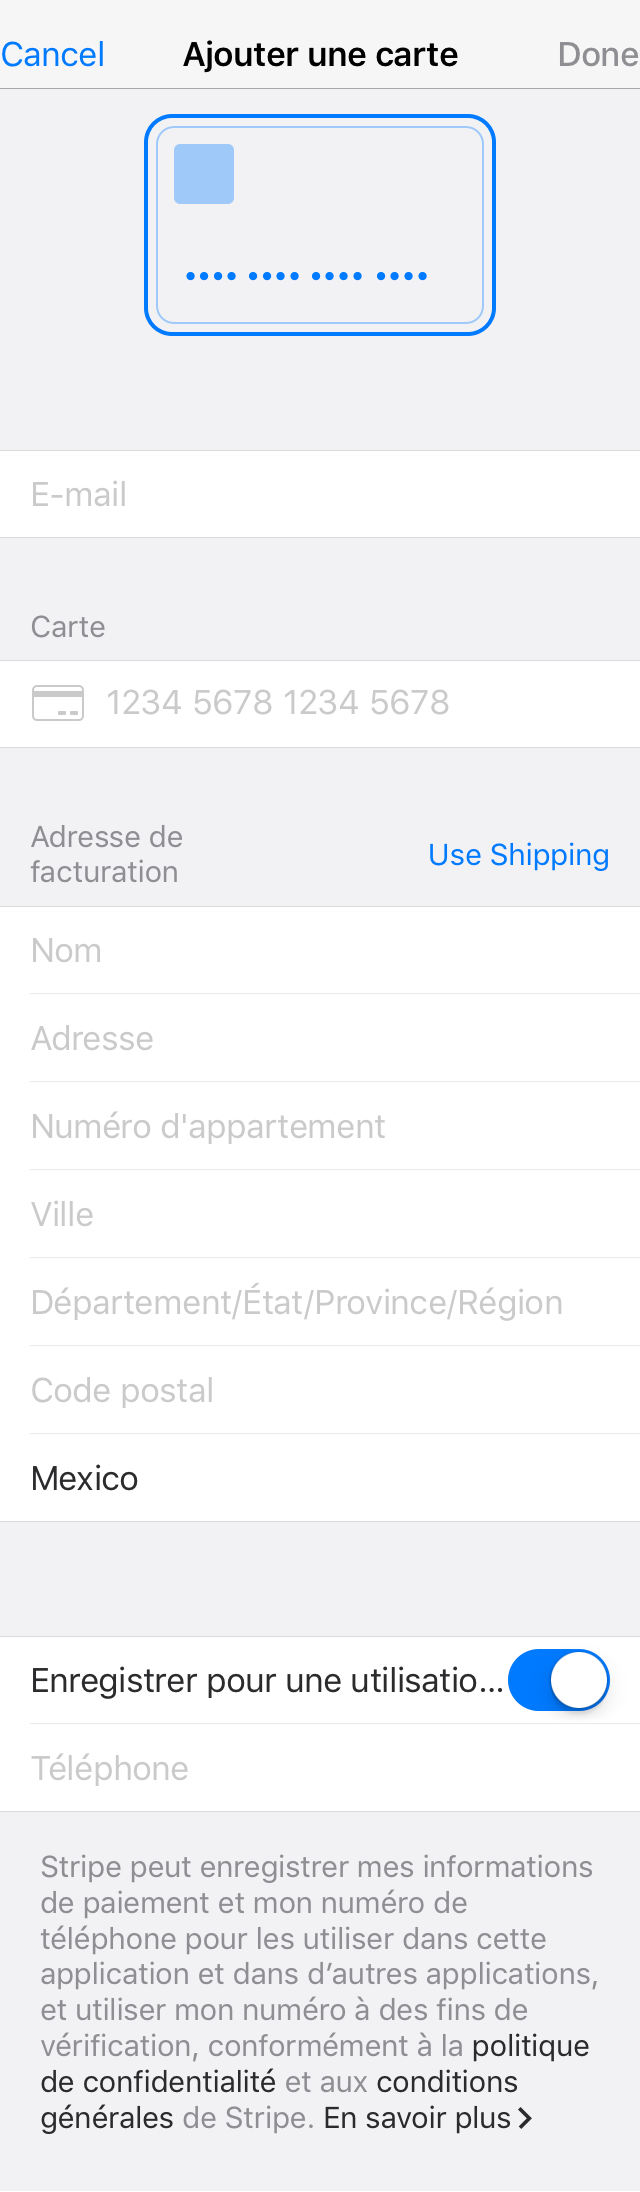 Cancel
Ajouter une carte
Done
•••• •••• •••• ••••
E-mail
Carte
1234 5678 1234 5678
Adresse de
facturation
Use Shipping
Nom
Adresse
Numéro d'appartement
Ville
Département/État/Province/Région
Code postal
Mexico
Enregistrer pour une utilisatio...
Téléphone
Stripe peut enregistrer mes informations
de paiement et mon numéro de
téléphone pour les utiliser dans cette
application et dans d’autres applications,
et utiliser mon numéro à des fins de
vérification, conformément à la politique
de confidentialité et aux conditions
générales de Stripe. En savoir plus